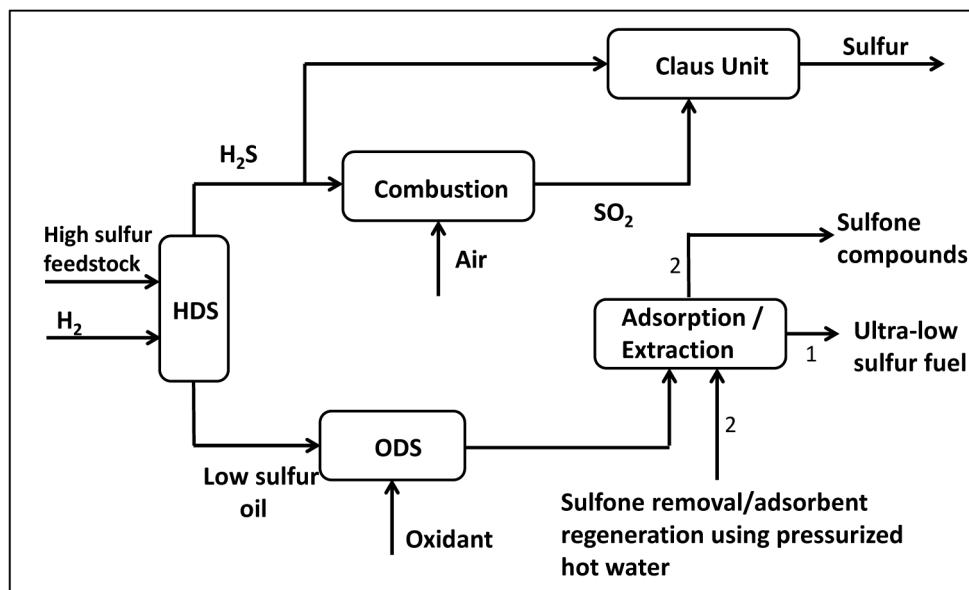 Claus Unit
Sulfur
H₂S
Combustion
SO₂
Air
High sulfur
feedstock
H₂
HDS
2
Sulfone
compounds
Adsorption /
Extraction
1
Ultra-low
sulfur fuel
2
ODS
Low sulfur
oil
Oxidant
Sulfone removal/adsorbent
regeneration using pressurized
hot water